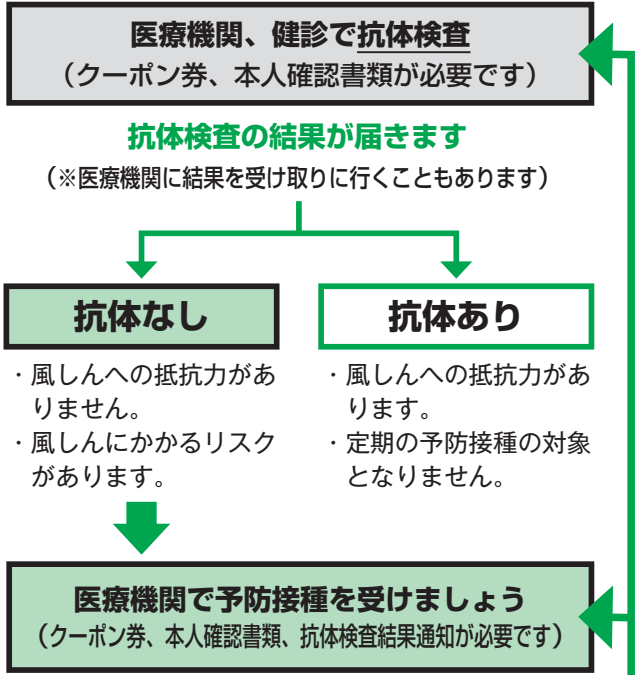 医療機関、健診で抗体検査
（クーポン券、本人確認書類が必要です）
抗体検査の結果が届きます
（※医療機関に結果を受け取りに行くこともあります）
抗体なし
・風しんへの抵抗力があ
りません。
・風しんにかかるリスク
があります。
抗体あり
・風しんへの抵抗力があ
ります。
・定期の予防接種の対象
となりません。
医療機関で予防接種を受けましょう
（クーポン券、本人確認書類、抗体検査結果通知が必要です）